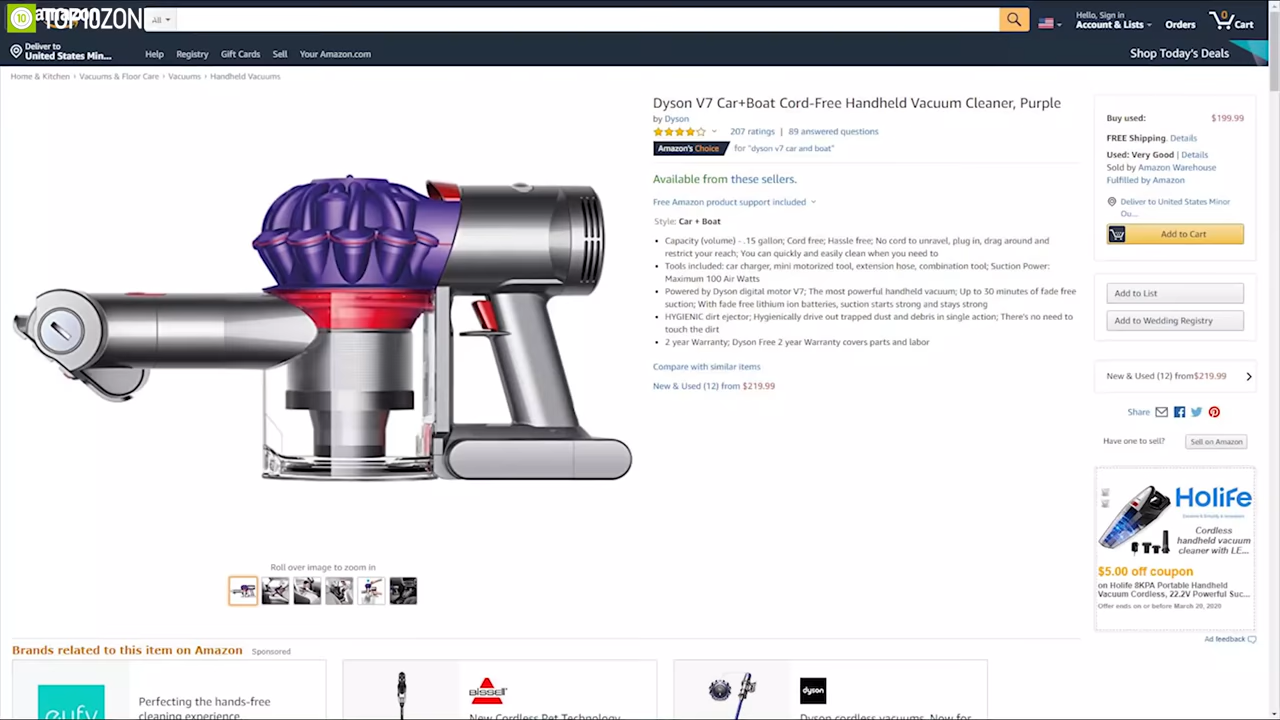 TOP10ZONE
All
Hello, Sign in
Account & Lists
Orders
0
Cart
Deliver to
United States Min...
Help
Registry
Gift Cards
Sell
Your Amazon.com
Shop Today's Deals
Home & Kitchen › Vacuums & Floor Care › Vacuums › Handheld Vacuums
Dyson V7 Car+Boat Cord-Free Handheld Vacuum Cleaner, Purple
by Dyson
207 ratings | 89 answered questions
Amazon's Choice for "dyson v7 car and boat"
Available from these sellers.
Free Amazon product support included
Style: Car + Boat
• Capacity (volume) - .15 gallon; Cord free; Hassle free; No cord to unravel, plug in, drag around and
restrict your reach; You can quickly and easily clean when you need to
• Tools included: car charger, mini motorized tool, extension hose, combination tool; Suction Power:
Maximum 100 Air Watts
• Powered by Dyson digital motor V7; The most powerful handheld vacuum; Up to 30 minutes of fade free
suction; With fade free lithium ion batteries, suction starts strong and stays strong
• HYGIENIC dirt ejector; Hygienically drive out trapped dust and debris in single action; There's no need to
touch the dirt
• 2 year Warranty; Dyson Free 2 year Warranty covers parts and labor
Compare with similar items
New & Used (12) from $219.99
Buy used:
$199.99
FREE Shipping. Details
Used: Very Good | Details
Sold by Amazon Warehouse
Fulfilled by Amazon
Deliver to United States Minor
Ou...
Add to Cart
Add to List
Add to Wedding Registry
New & Used (12) from$219.99
Share
Have one to sell?
Sell on Amazon
Holife
Cordless
handheld vacuum
cleaner with LE...
$5.00 off coupon
on Holife 8KPA Portable Handheld
Vacuum Cordless, 22.2V Powerful Suc...
Offer ends on or before March 20, 2020
Ad feedback
Roll over image to zoom in
Brands related to this item on Amazon
Sponsored
eufy
Perfecting the hands-free
cleaning experience.
BISSELL
New Cordless Pet Technology
dyson
Dyson cordless vacuums. Now for